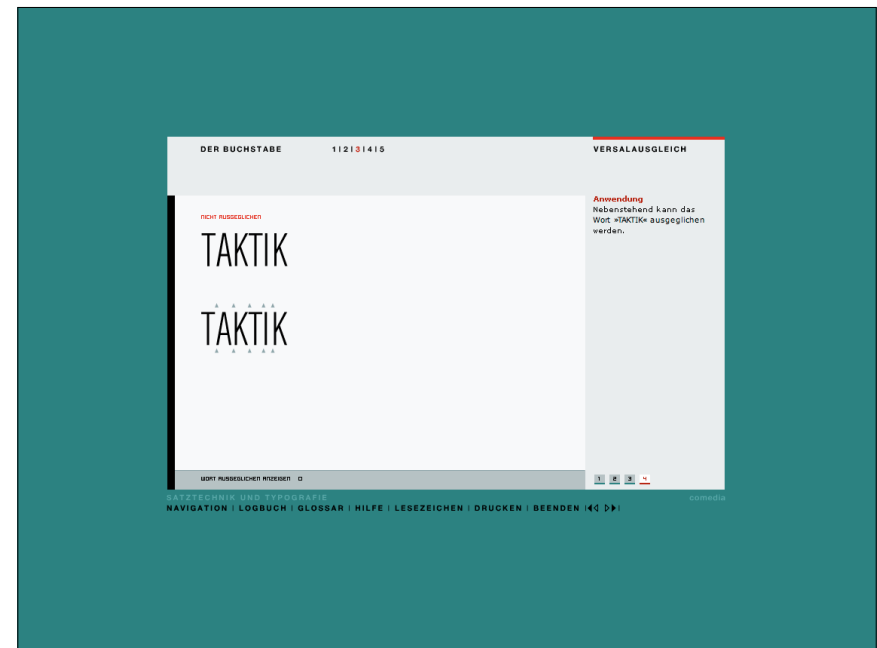 DER BUCHSTABE 1|2|3|4|5 VERSALAUSGLEICH
Anwendung
Nebenstehend kann das
Wort »TAKTIK« ausgeglichen
werden.
NICHT AUSGEGLICHEN
TAKTIK
TAKTIK
WORT AUSGEGLICHEN ANZEIGEN
1 2 3 4
SATZTECHNIK UND TYPOGRAFIE comedia
NAVIGATION | LOGBUCH | GLOSSAR | HILFE | LESEZEICHEN | DRUCKEN | BEENDEN